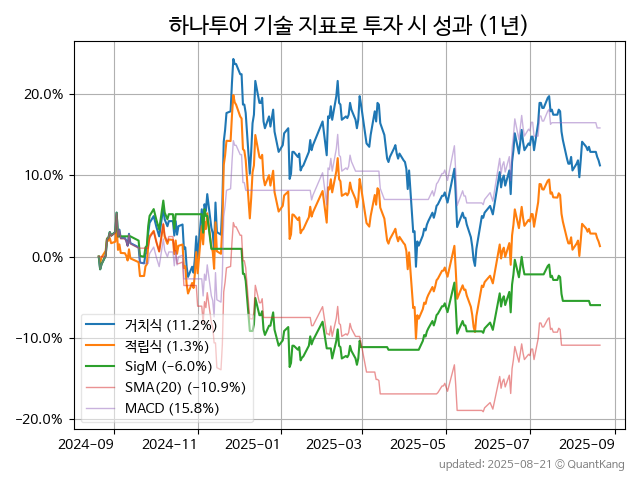 하나투어 기술 지표로 투자 시 성과 (1년)
20.0%
10.0%
0.0%
−10.0%
−20.0%
거치식 (11.2%)
적립식 (1.3%)
SigM (−6.0%)
SMA(20) (−10.9%)
MACD (15.8%)
2024−09 2024−11 2025−01 2025−03 2025−05 2025−07 2025−09
updated: 2025−08−21 © QuantKang